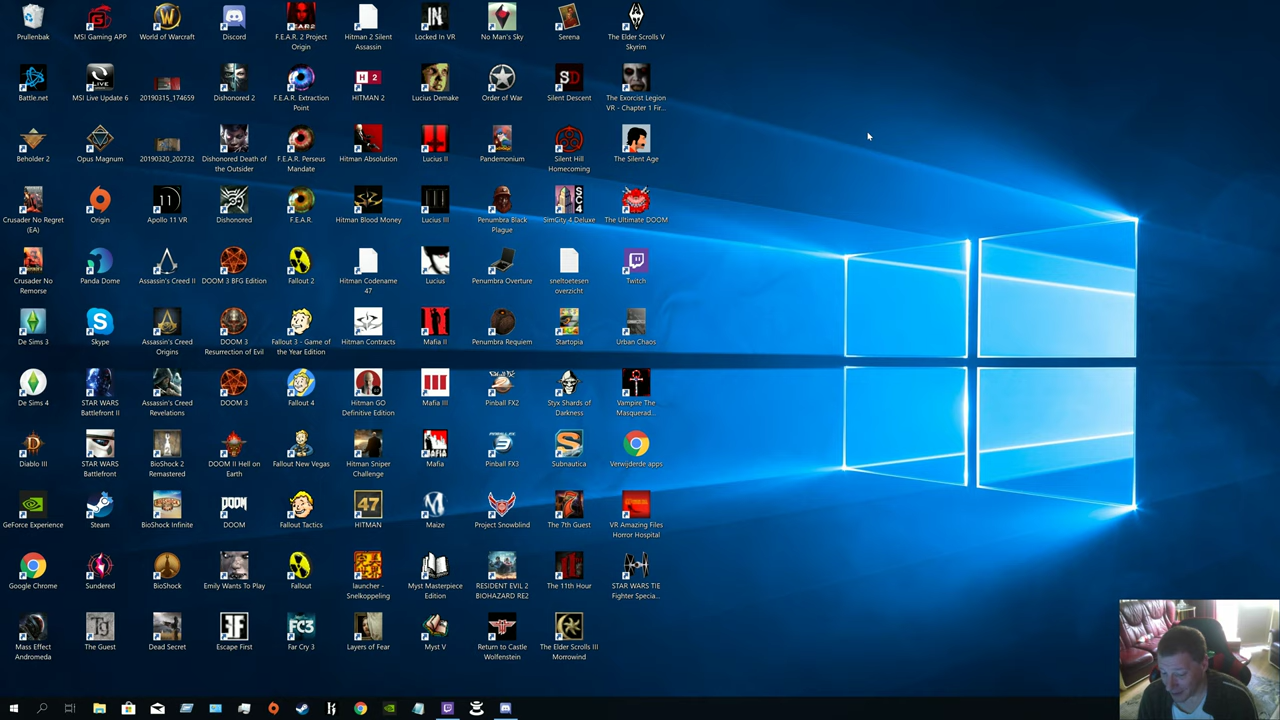 Prullenbak
MSI Gaming APP
World of Warcraft
Discord
F.E.A.R. 2 Project
Origin
Hitman 2 Silent
Assassin
Locked In VR
No Man's Sky
Serena
The Elder Scrolls V
Skyrim
Battle.net
MSI Live Update 6
20190315_174659
Dishonored 2
F.E.A.R. Extraction
Point
HITMAN 2
Lucius Demake
Order of War
Silent Descent
The Exorcist Legion
VR - Chapter 1 Fir...
Beholder 2
Opus Magnum
20190320_202732
Dishonored Death of
the Outsider
F.E.A.R. Perseus
Mandate
Hitman Absolution
Lucius II
Pandemonium
Silent Hill
Homecoming
The Silent Age
Crusader No Regret
(EA)
Origin
Apollo 11 VR
Dishonored
F.E.A.R.
Hitman Blood Money
Lucius III
Penumbra Black
Plague
SimCity 4 Deluxe
The Ultimate DOOM
Crusader No
Remorse
Panda Dome
Assassin's Creed II
DOOM 3 BFG Edition
Fallout 2
Hitman Codename
47
Lucius
Penumbra Overture
sneltoetesen
overzicht
Twitch
De Sims 3
Skype
Assassin's Creed
Origins
DOOM 3
Resurrection of Evil
Fallout 3 - Game of
the Year Edition
Hitman Contracts
Mafia II
Penumbra Requiem
Startopia
Urban Chaos
De Sims 4
STAR WARS
Battlefront II
Assassin's Creed
Revelations
DOOM 3
Fallout 4
Hitman GO
Definitive Edition
Mafia III
Pinball FX2
Styx Shards of
Darkness
Vampire The
Masquerad...
Diablo III
STAR WARS
Battlefront
BioShock 2
Remastered
DOOM II Hell on
Earth
Fallout New Vegas
Hitman Sniper
Challenge
Mafia
Pinball FX3
Subnautica
Verwijderde apps
GeForce Experience
Steam
BioShock Infinite
DOOM
Fallout Tactics
HITMAN
Maize
Project Snowblind
The 7th Guest
VR Amazing Files
Horror Hospital
Google Chrome
Sundered
BioShock
Emily Wants To Play
Fallout
launcher -
Snelkoppeling
Myst Masterpiece
Edition
RESIDENT EVIL 2
BIOHAZARD RE2
The 11th Hour
STAR WARS TIE
Fighter Specia...
Mass Effect
Andromeda
The Guest
Dead Secret
Escape First
Far Cry 3
Layers of Fear
Myst V
Return to Castle
Wolfenstein
The Elder Scrolls III
Morrowind